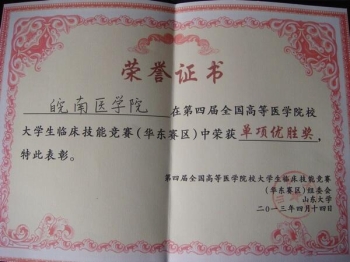 荣誉证书
皖南医学院 在第四届全国高等医学院校
大学生临床技能竞赛(华东赛区)中荣获 单项优胜奖,
特此表彰。
第四届全国高等医学院校大学生临床技能竞赛
(华东赛区)组委会
山东大学
二〇一三年四月十四日